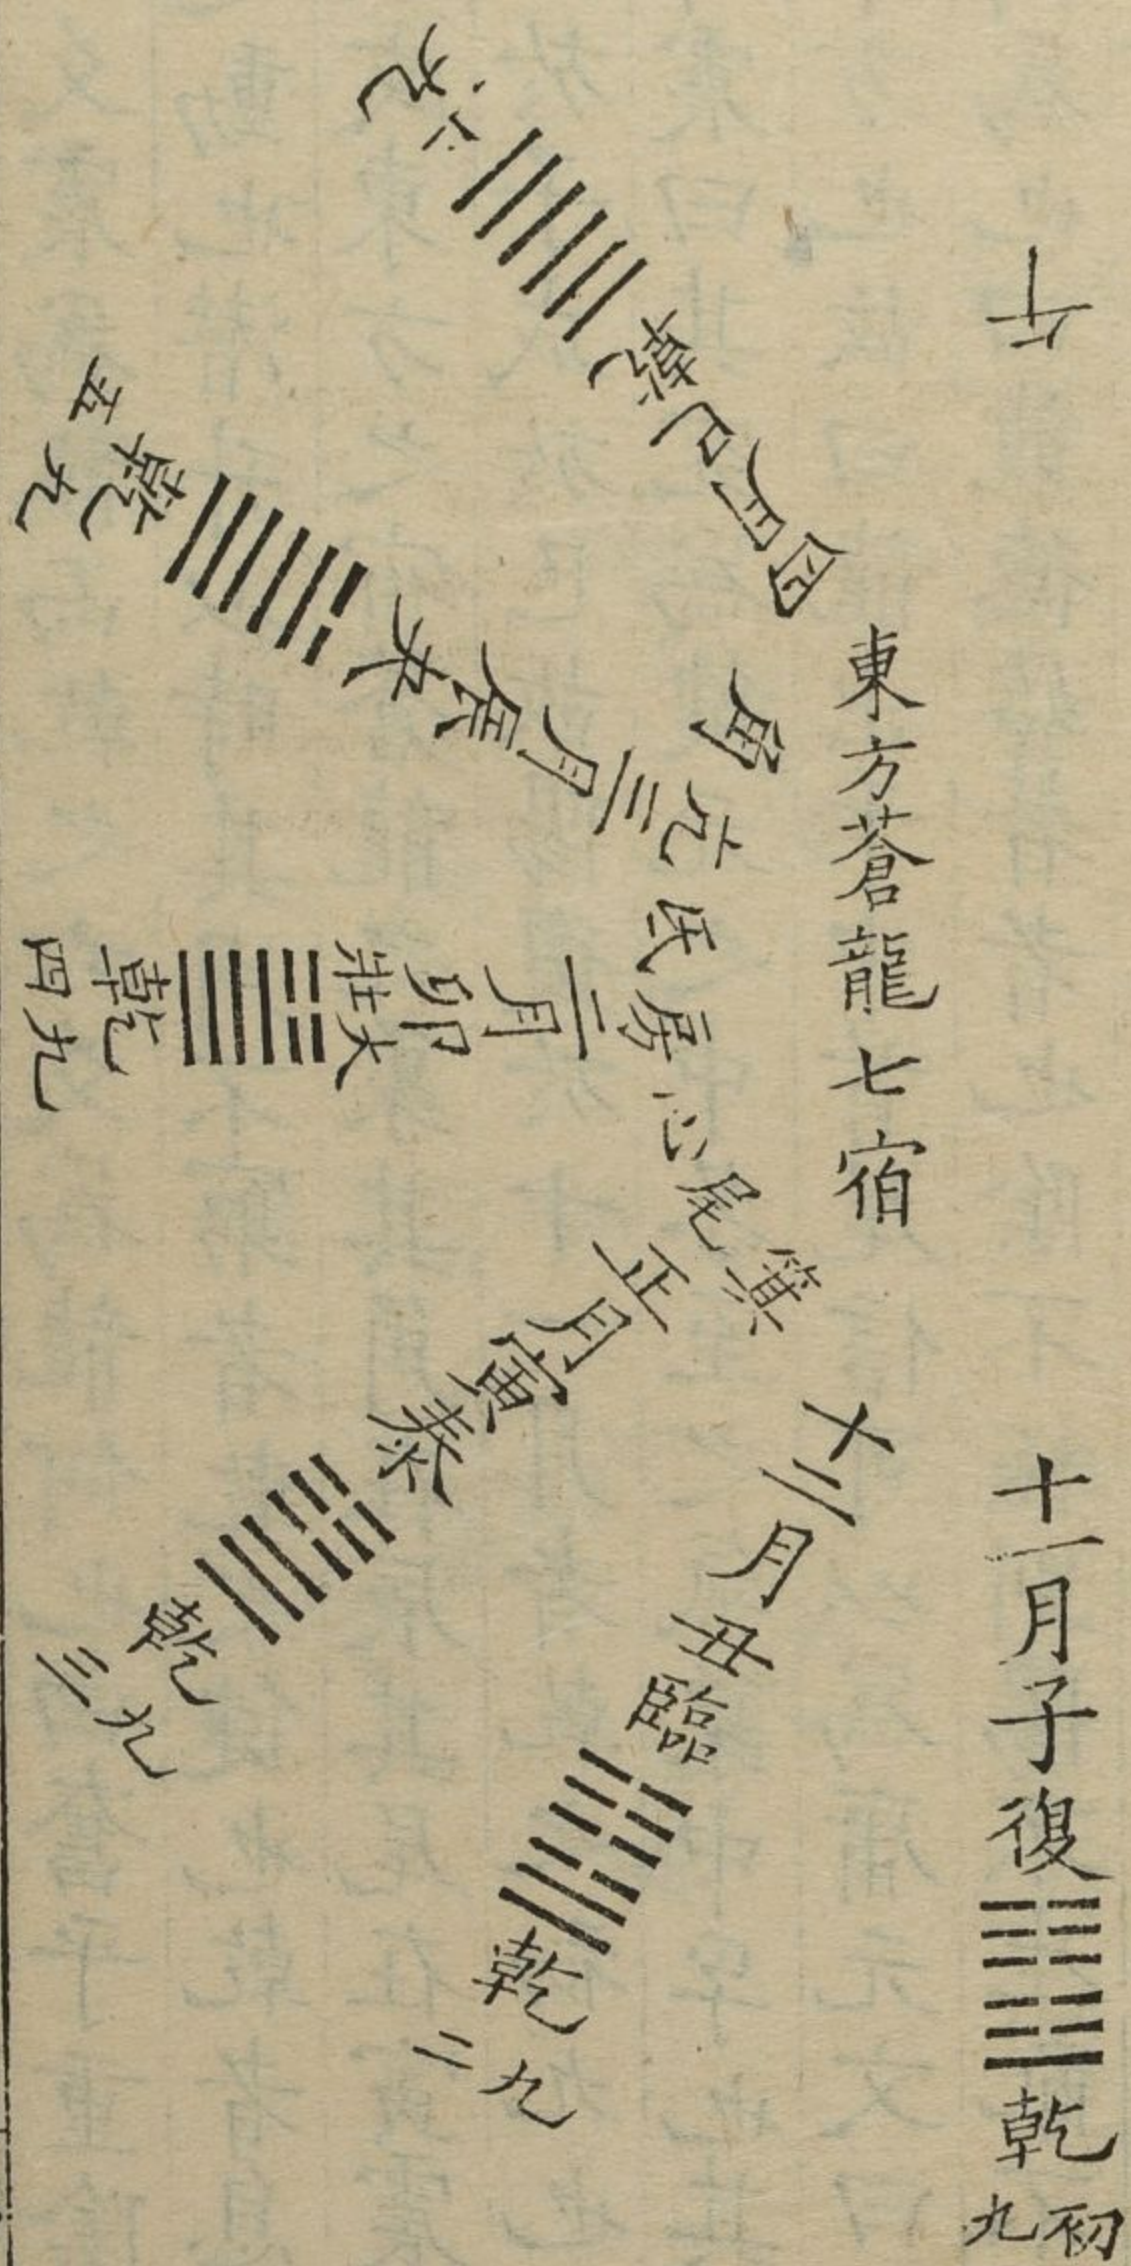 十一月子復䷗乾初九
東方蒼龍七宿
角亢氐房心尾箕
十二月丑臨䷒乾九二
正月寅泰䷊乾九三
二月卯大壯䷡乾九四
三月辰夬䷪乾九五
四月巳乾䷀上九